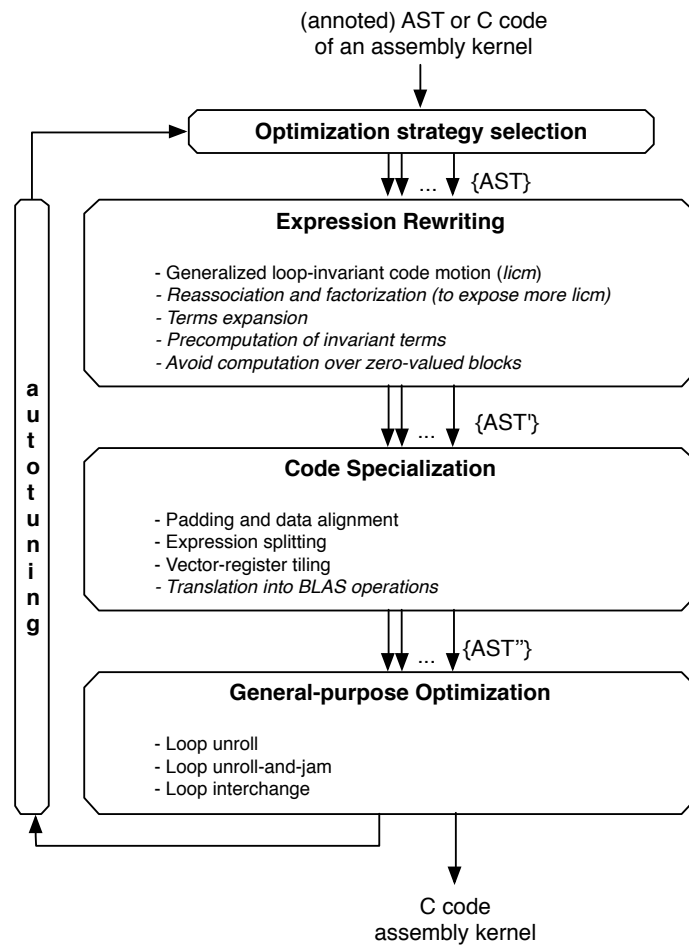 (annoted) AST or C code
of an assembly kernel
Optimization strategy selection
... {AST}
Expression Rewriting
- Generalized loop-invariant code motion (licm)
- Reassociation and factorization (to expose more licm)
- Terms expansion
- Precomputation of invariant terms
- Avoid computation over zero-valued blocks
... {AST'}
Code Specialization
- Padding and data alignment
- Expression splitting
- Vector-register tiling
- Translation into BLAS operations
... {AST''}
General-purpose Optimization
- Loop unroll
- Loop unroll-and-jam
- Loop interchange
autotuning
C code
assembly kernel